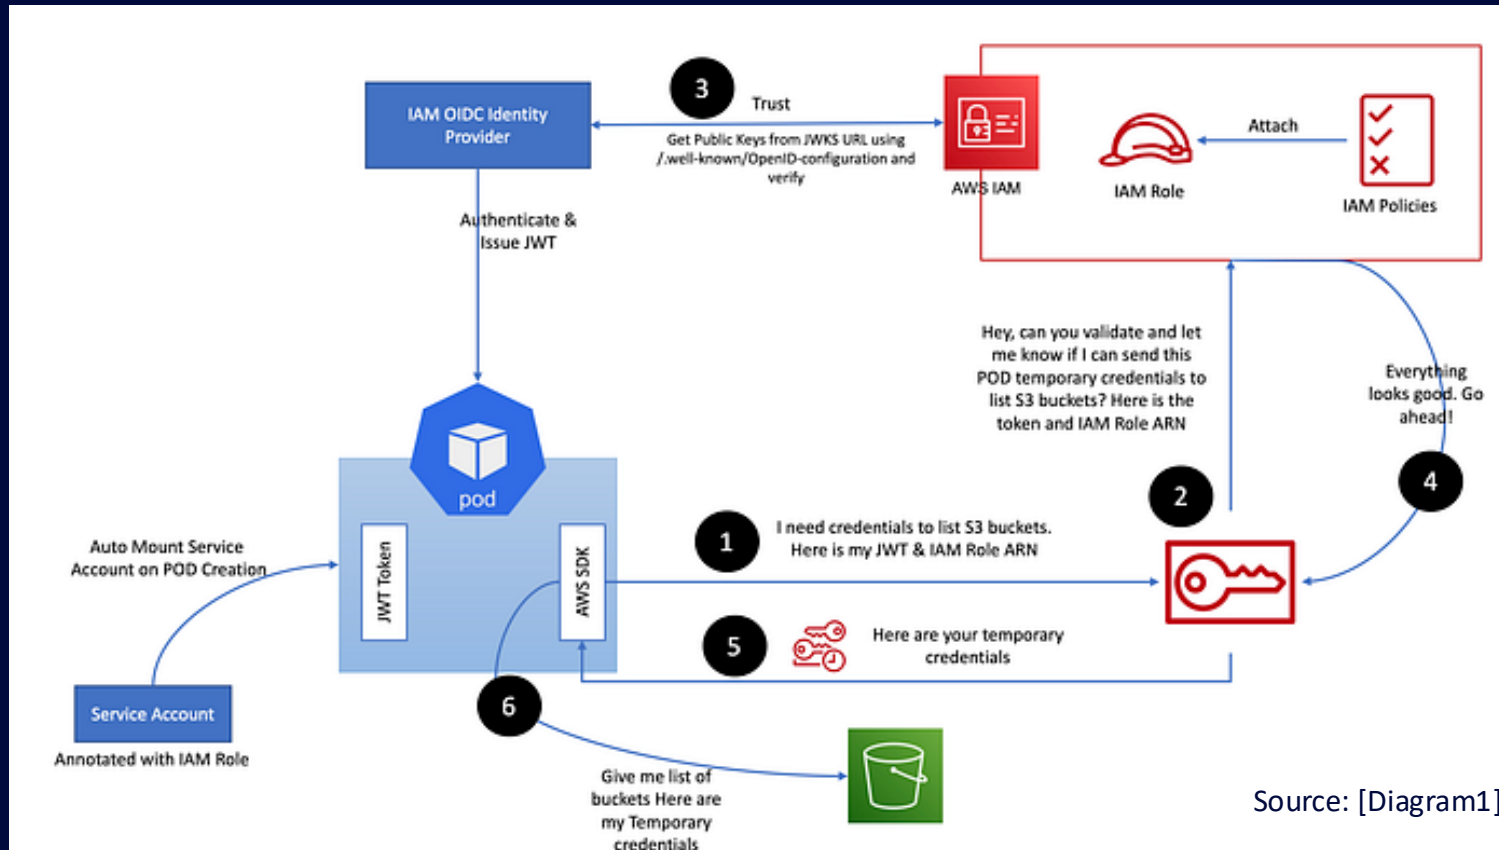 3
Trust
Get Public Keys from JWKS URL using
/.well-known/OpenID-configuration and
verify
IAM OIDC Identity
Provider
AWS IAM
IAM Role
Attach
IAM Policies
Authenticate &
Issue JWT
Hey, can you validate and let
me know if I can send this
POD temporary credentials to
list S3 buckets? Here is the
token and IAM Role ARN
Everything
looks good. Go
ahead!
2
4
pod
Auto Mount Service
Account on POD Creation
JWT Token
AWS SDK
1
I need credentials to list S3 buckets.
Here is my JWT & IAM Role ARN
5
Here are your temporary
credentials
Service Account
Annotated with IAM Role
6
Give me list of
buckets Here are
my Temporary
credentials
Source: [Diagram1]